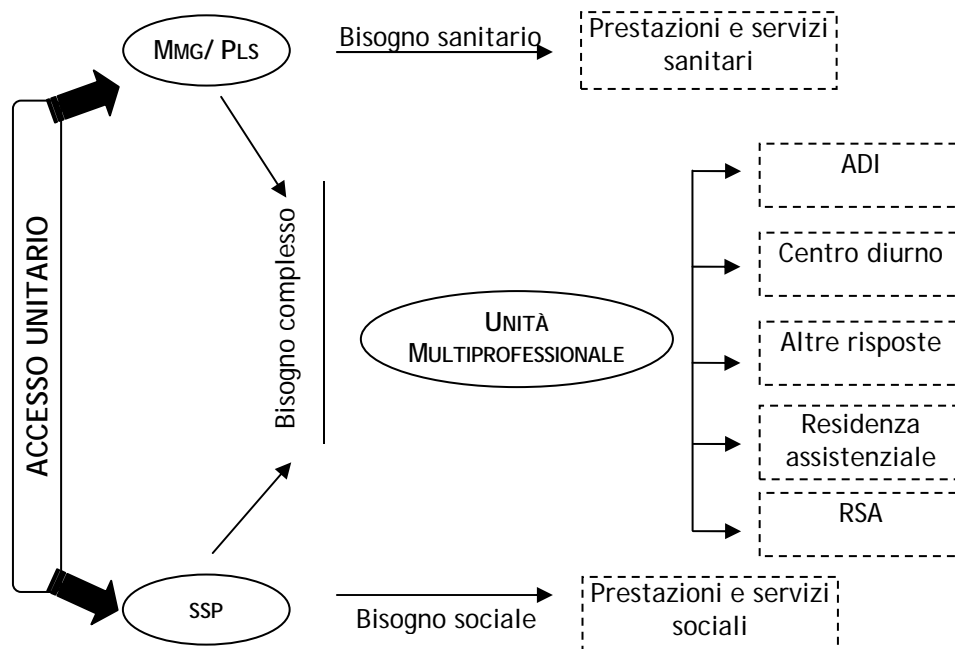 MMG/ PLS
Bisogno sanitario
Prestazioni e servizi
sanitari
ACCESSO UNITARIO
Bisogno complesso
UNITÀ
MULTIPROFESSIONALE
ADI
Centro diurno
Altre risposte
Residenza
assistenziale
RSA
SSP
Bisogno sociale
Prestazioni e servizi
sociali